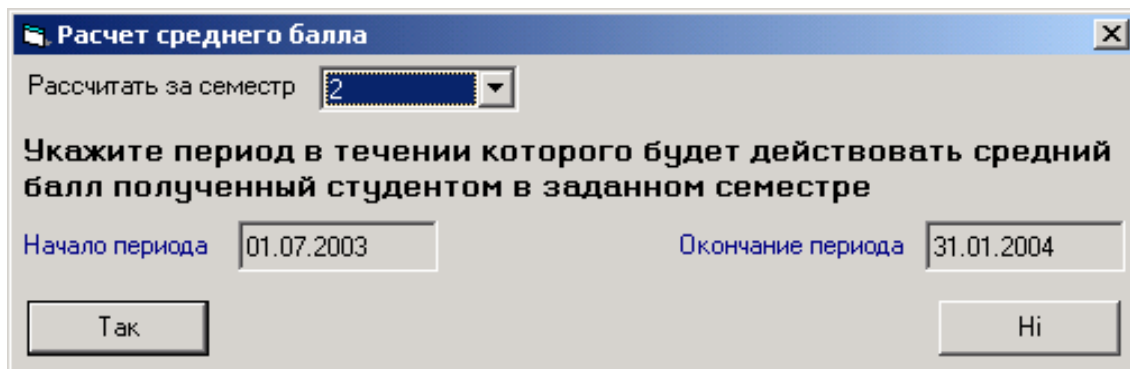 Расчет среднего балла
Рассчитать за семестр 2
Укажите период в течении которого будет действовать средний
балл полученный студентом в заданном семестре
Начало периода 01.07.2003 Окончание периода 31.01.2004
Так Ні